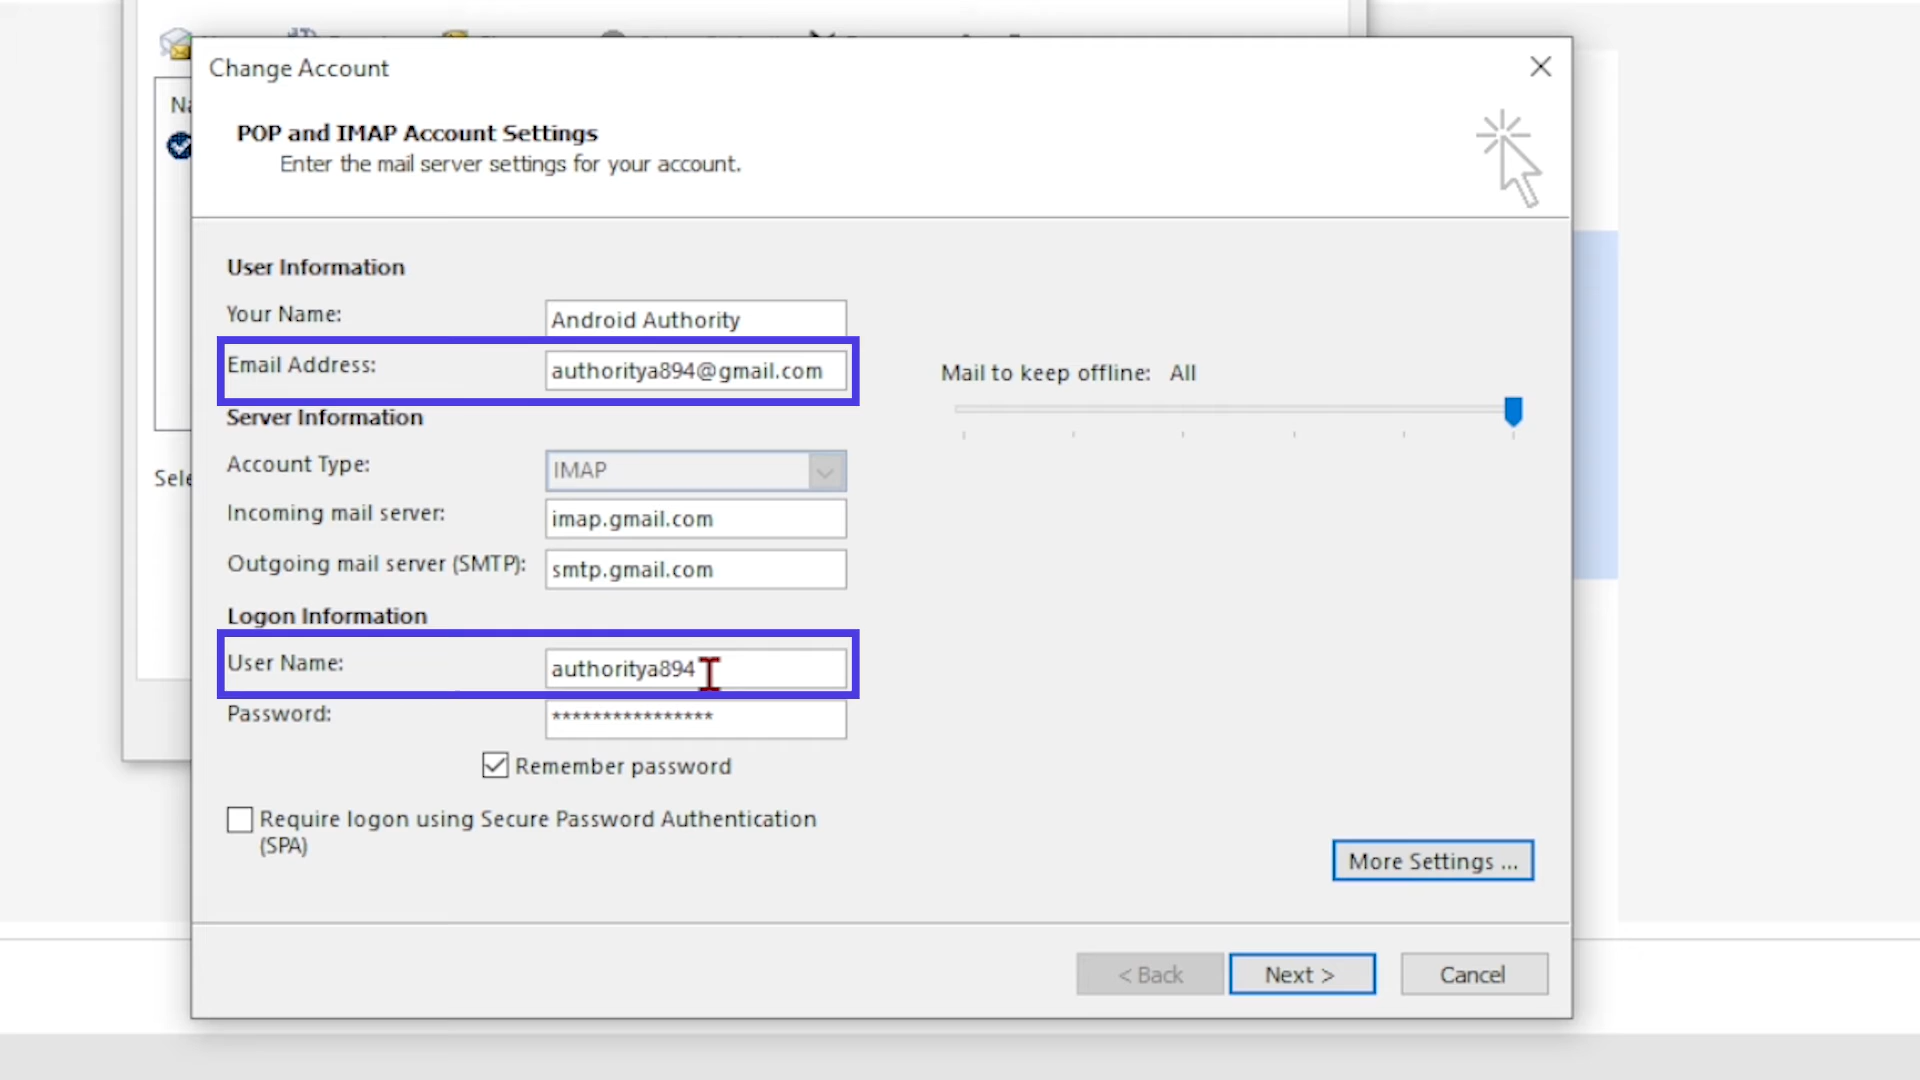 Change Account
POP and IMAP Account Settings
Enter the mail server settings for your account.
User Information
Your Name: Android Authority
Email Address: authoritya894@gmail.com
Mail to keep offline: All
Server Information
Account Type: IMAP
Incoming mail server: imap.gmail.com
Outgoing mail server (SMTP): smtp.gmail.com
Logon Information
User Name: authoritya894
Password: ****************
Remember password
Require logon using Secure Password Authentication
(SPA)
More Settings ...
< Back
Next >
Cancel